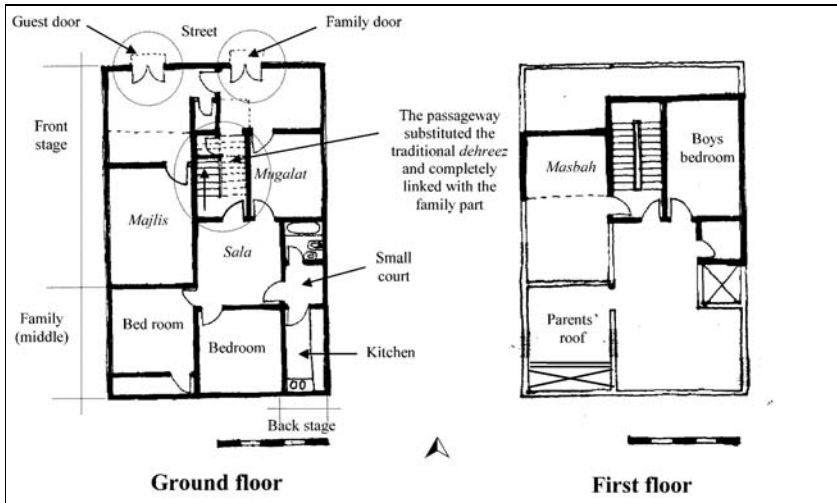 Guest door
Street
Family door
Front
stage
The passageway
substituted the
traditional dehreez
and completely
linked with the
family part
Mugalat
Majlis
Sala
Small
court
Family
(middle)
Bed room
Bedroom
Kitchen
Back stage
Ground floor
Masbah
Boys
bedroom
Parents’
roof
First floor